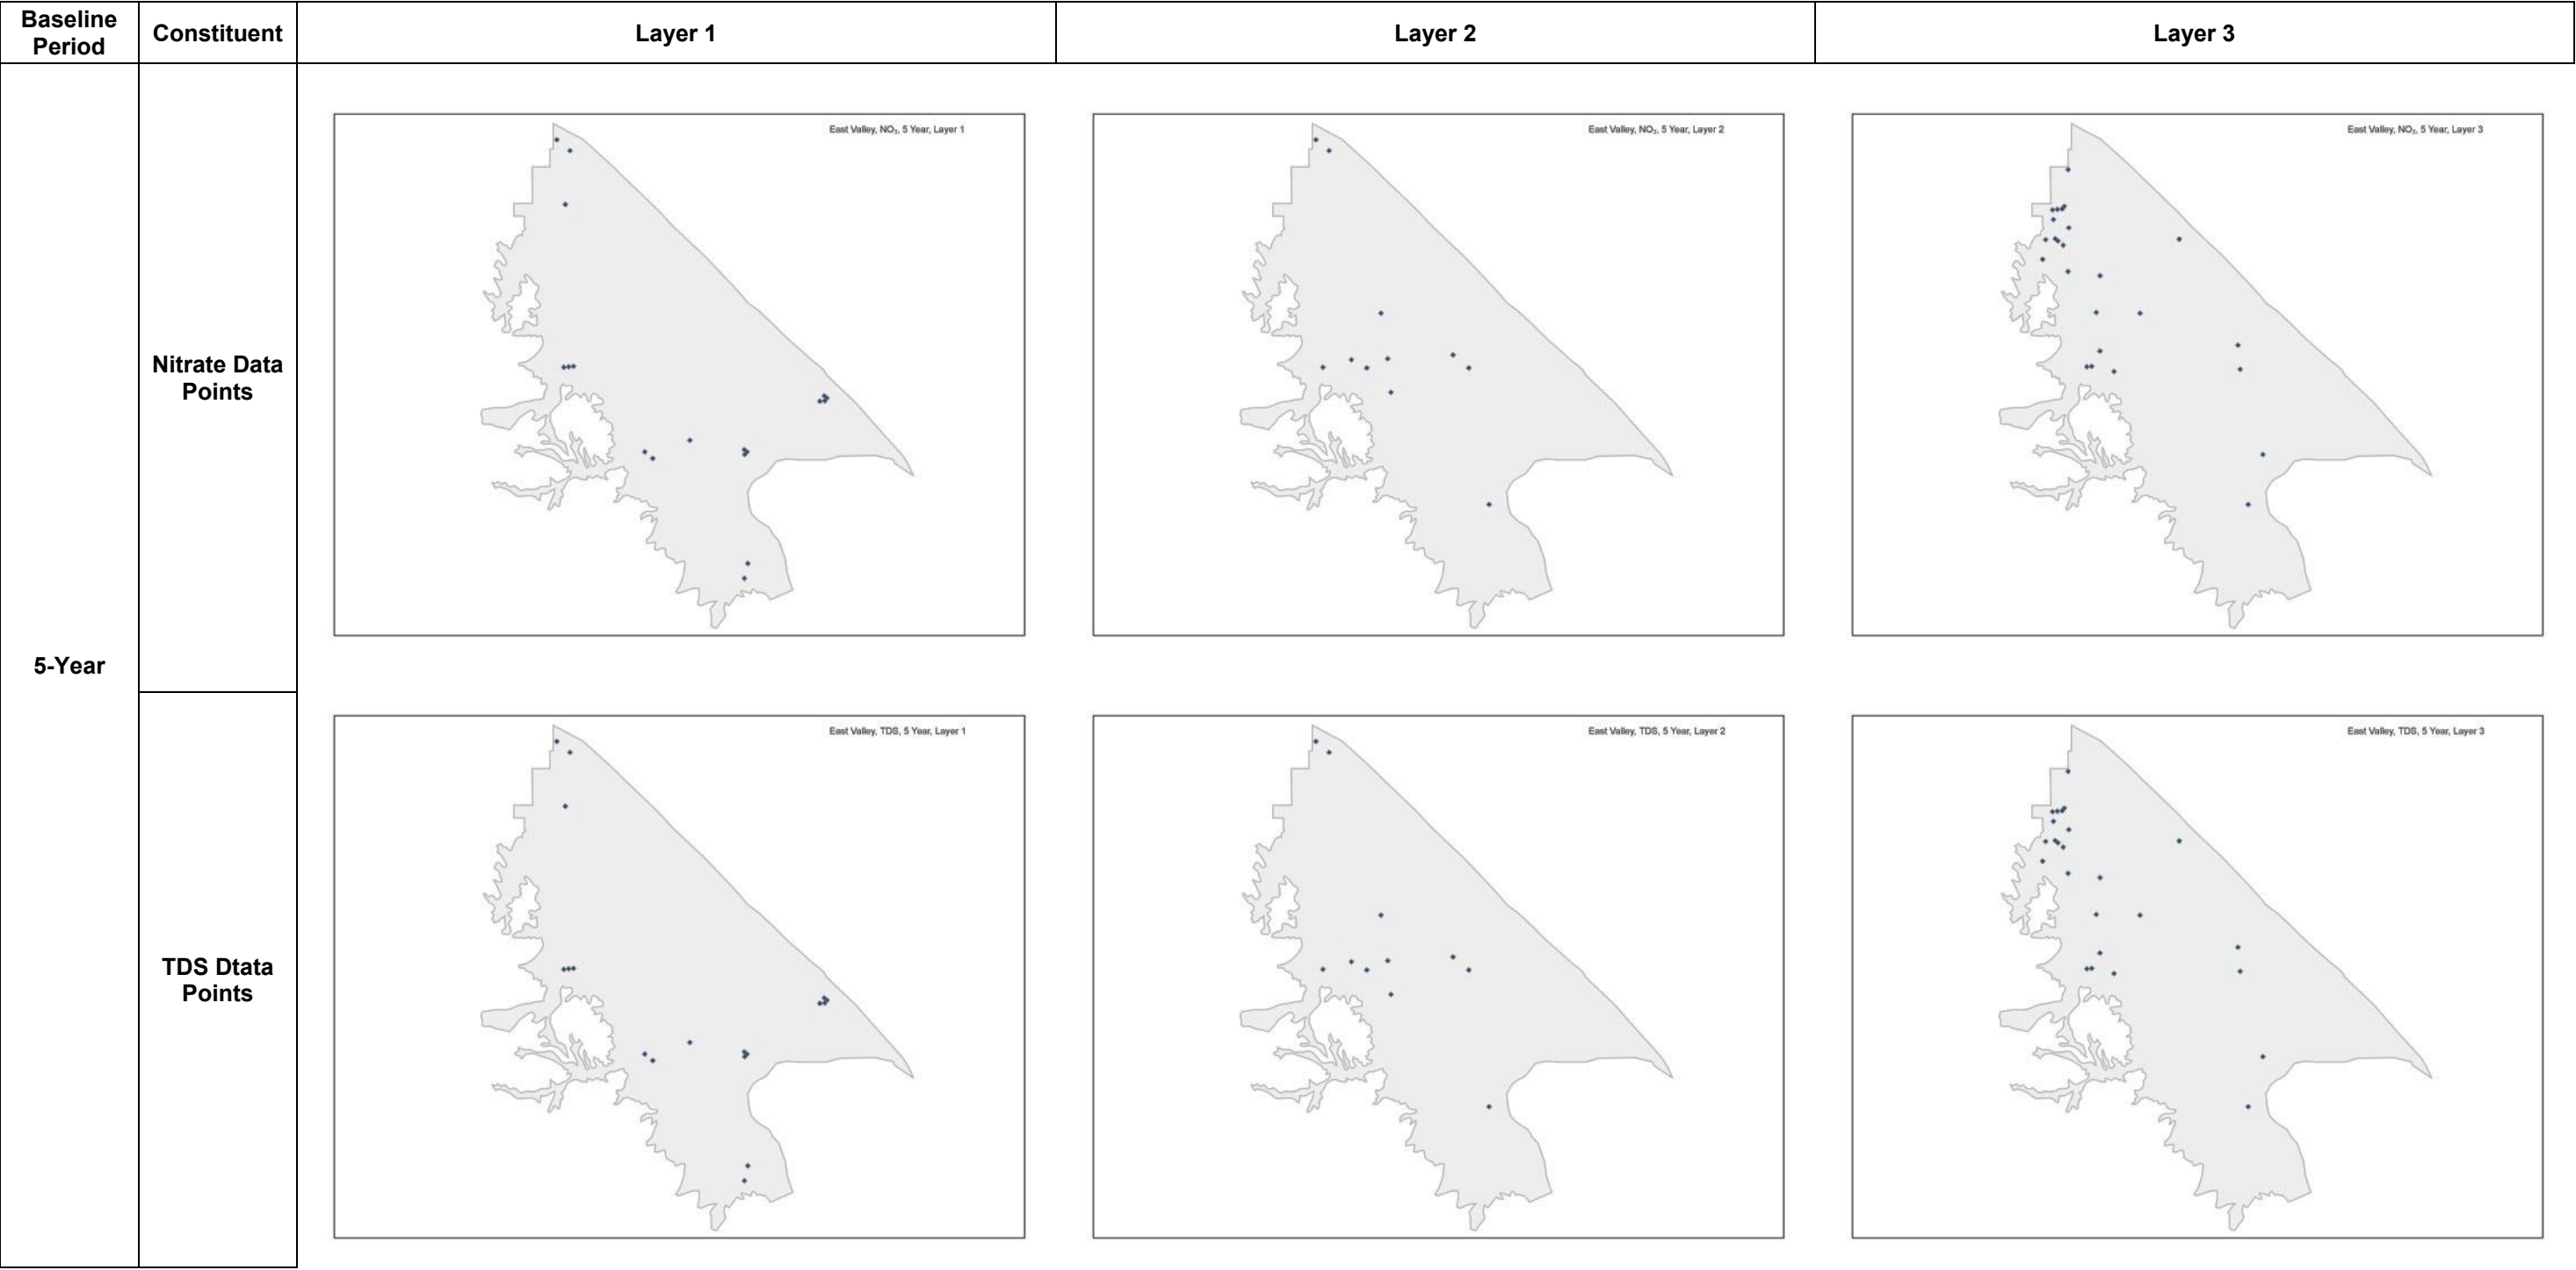 Baseline
Period
Constituent
Layer 1
Layer 2
Layer 3
5-Year
Nitrate Data
Points
East Valley, NO₃, 5 Year, Layer 1
East Valley, NO₃, 5 Year, Layer 2
East Valley, NO₃, 5 Year, Layer 3
TDS Dtata
Points
East Valley, TDS, 5 Year, Layer 1
East Valley, TDS, 5 Year, Layer 2
East Valley, TDS, 5 Year, Layer 3